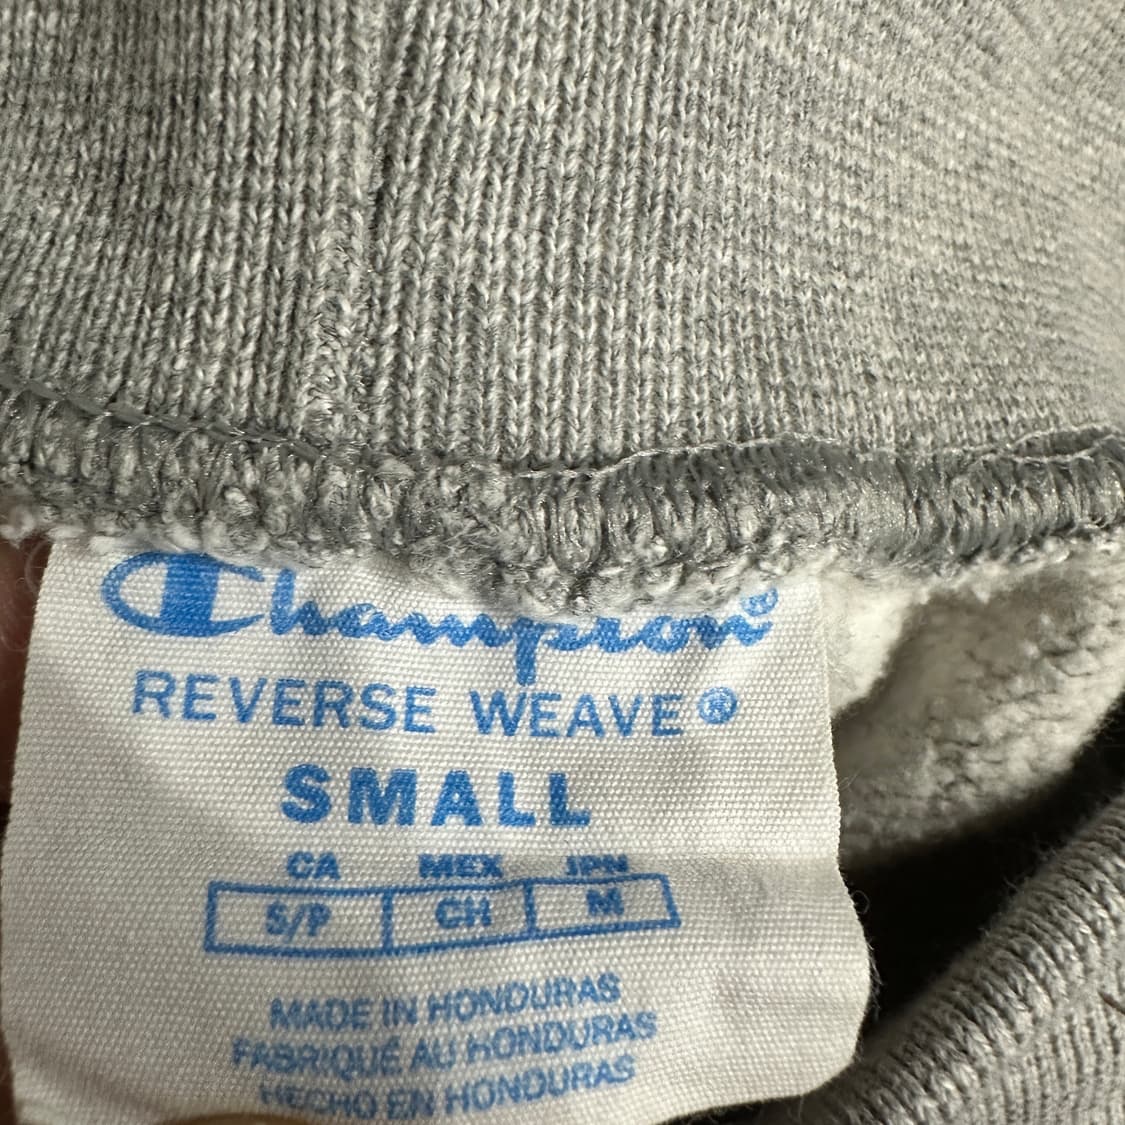 Champion®
REVERSE WEAVE®
SMALL
CA MEX JPN
S/P CH M
MADE IN HONDURAS
FABRIQUÉ AU HONDURAS
HECHO EN HONDURAS